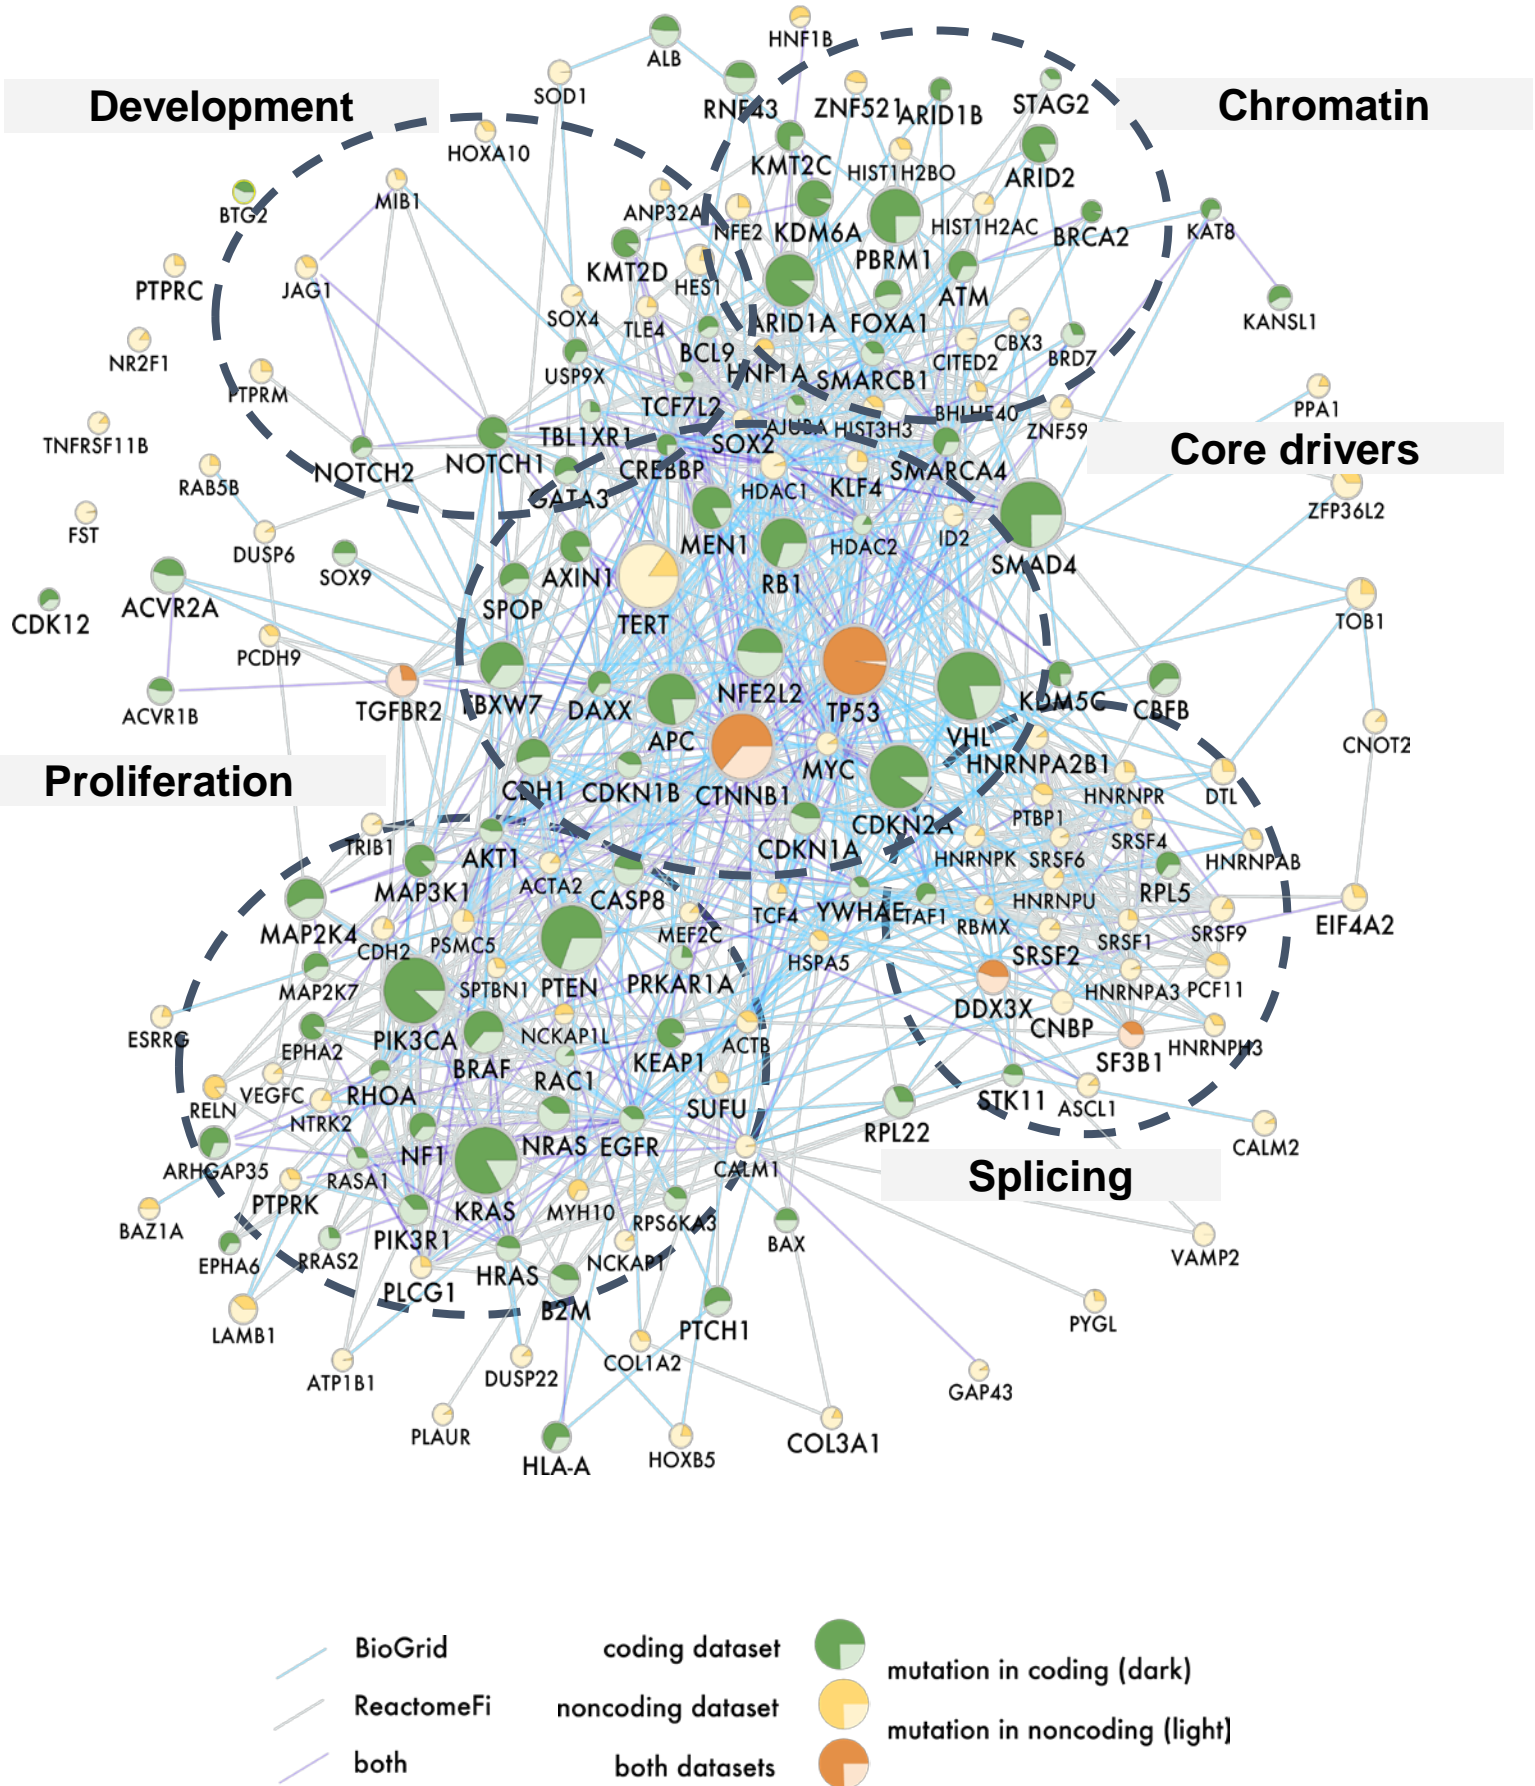 HNF1B
ALB
SOD1
RNF43
ZNF521
ARID1B
STAG2
Development
Chromatin
HOXA10
KMT2C
HIST1H2BO
ARID2
MIB1
BTG2
ANP32A
NFE2
KDM6A
HIST1H2AC
BRCA2
KAT8
PBRM1
KMT2D
HES1
PTPRC
JAG1
ATM
SOX4
TLE4
ARID1A
FOXA1
KANSL1
NR2F1
BCL9
CITED2
CBX3
BRD7
USP9X
HNF1A
SMARCB1
PTPRM
TCF7L2
PPA1
TNFRSF11B
TBL1XR1
SOX2
AJUBA
HIST3H3
BHLHE40
ZNF59
Core drivers
NOTCH2
NOTCH1
CREBBP
SMARCA4
RAB5B
GATA3
HDAC1
KLF4
ZFP36L2
FST
DUSP6
MEN1
HDAC2
ID2
SMAD4
SOX9
AXIN1
RB1
CDK12
ACVR2A
SPOP
TERT
TOB1
PCDH9
ACVR1B
TGFBR2
FBXW7
DAXX
NFE2L2
TP53
KDM5C
CBFB
APC
VHL
CNOT2
Proliferation
CDH1
CDKN1B
CTNNB1
MYC
HNRNPA2B1
HNRNPR
DTL
PTBP1
CDKN2A
TRIB1
AKT1
CDKN1A
HNRNPK
SRSF6
SRSF4
HNRNPAB
MAP3K1
ACTA2
CASP8
TCF4
YWHAE
TAF1
HNRNPU
RPL5
MAP2K4
CDH2
PSMC5
MEF2C
RBMX
SRSF1
SRSF9
EIF4A2
SRSF2
HSPA5
MAP2K7
SPTBN1
PTEN
PRKAR1A
HNRNPA3
PCF11
DDX3X
CNBP
ESRRG
EPHA2
PIK3CA
NCKAP1L
ACTB
HNRNPH3
BRAF
KEAP1
SF3B1
RELN
VEGFC
RHOA
RAC1
SUFU
STK11
ASCL1
NTRK2
RPL22
NF1
NRAS
EGFR
CALM2
ARHGAP35
RASA1
CALM1
Splicing
PTPRK
KRAS
MYH10
RPS6KA3
BAZ1A
PIK3R1
BAX
EPHA6
RRAS2
NCKAP1
VAMP2
HRAS
PLCG1
B2M
LAMB1
PTCH1
PYGL
ATP1B1
DUSP22
COL1A2
GAP43
PLAUR
COL3A1
HLA-A
HOXB5
BioGrid
coding dataset
mutation in coding (dark)
ReactomeFi
noncoding dataset
mutation in noncoding (light)
both
both datasets